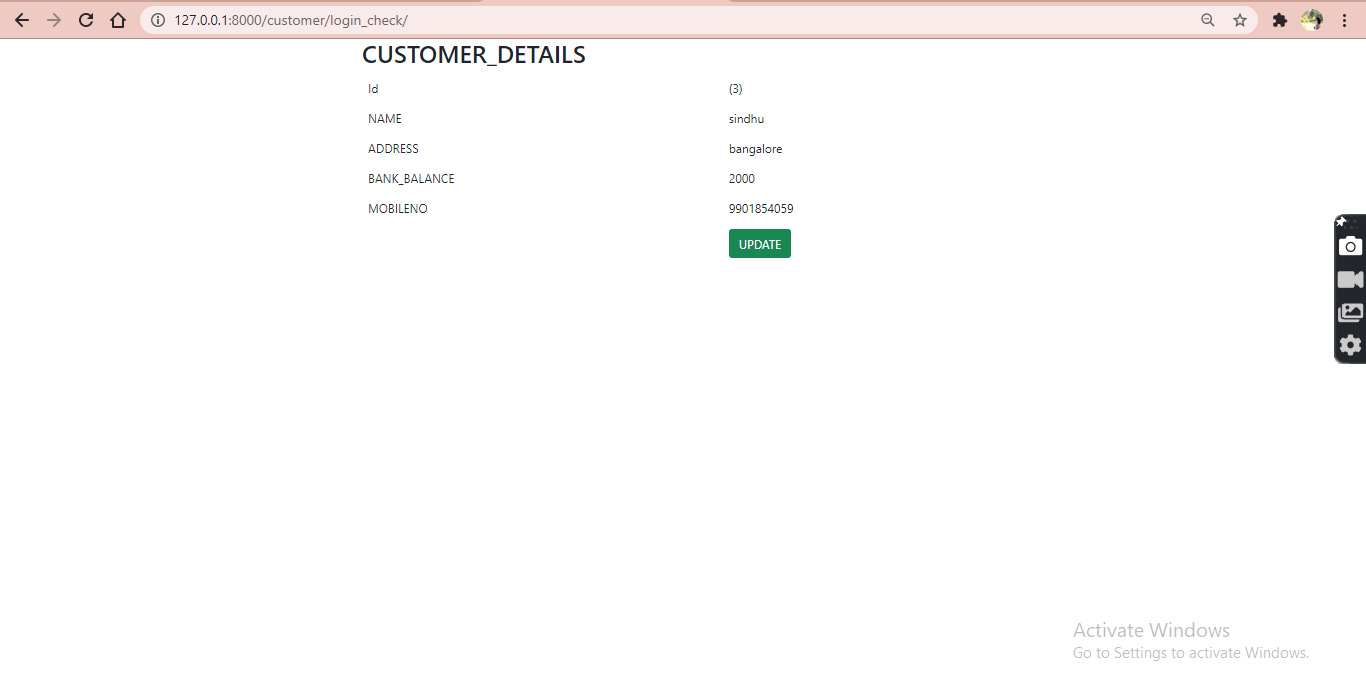 127.0.0.1:8000/customer/login_check/
CUSTOMER_DETAILS
Id (3)
NAME sindhu
ADDRESS bangalore
BANK_BALANCE 2000
MOBILENO 9901854059
UPDATE
Activate Windows
Go to Settings to activate Windows.